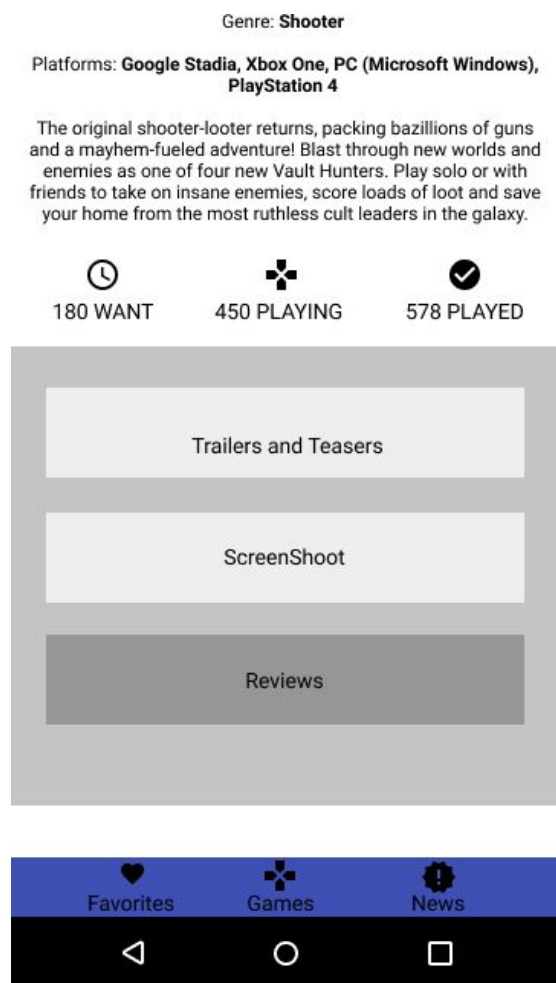 Genre: Shooter
Platforms: Google Stadia, Xbox One, PC (Microsoft Windows),
PlayStation 4
The original shooter-looter returns, packing bazillions of guns
and a mayhem-fueled adventure! Blast through new worlds and
enemies as one of four new Vault Hunters. Play solo or with
friends to take on insane enemies, score loads of loot and save
your home from the most ruthless cult leaders in the galaxy.
180 WANT 450 PLAYING 578 PLAYED
Trailers and Teasers
ScreenShoot
Reviews
Favorites Games News